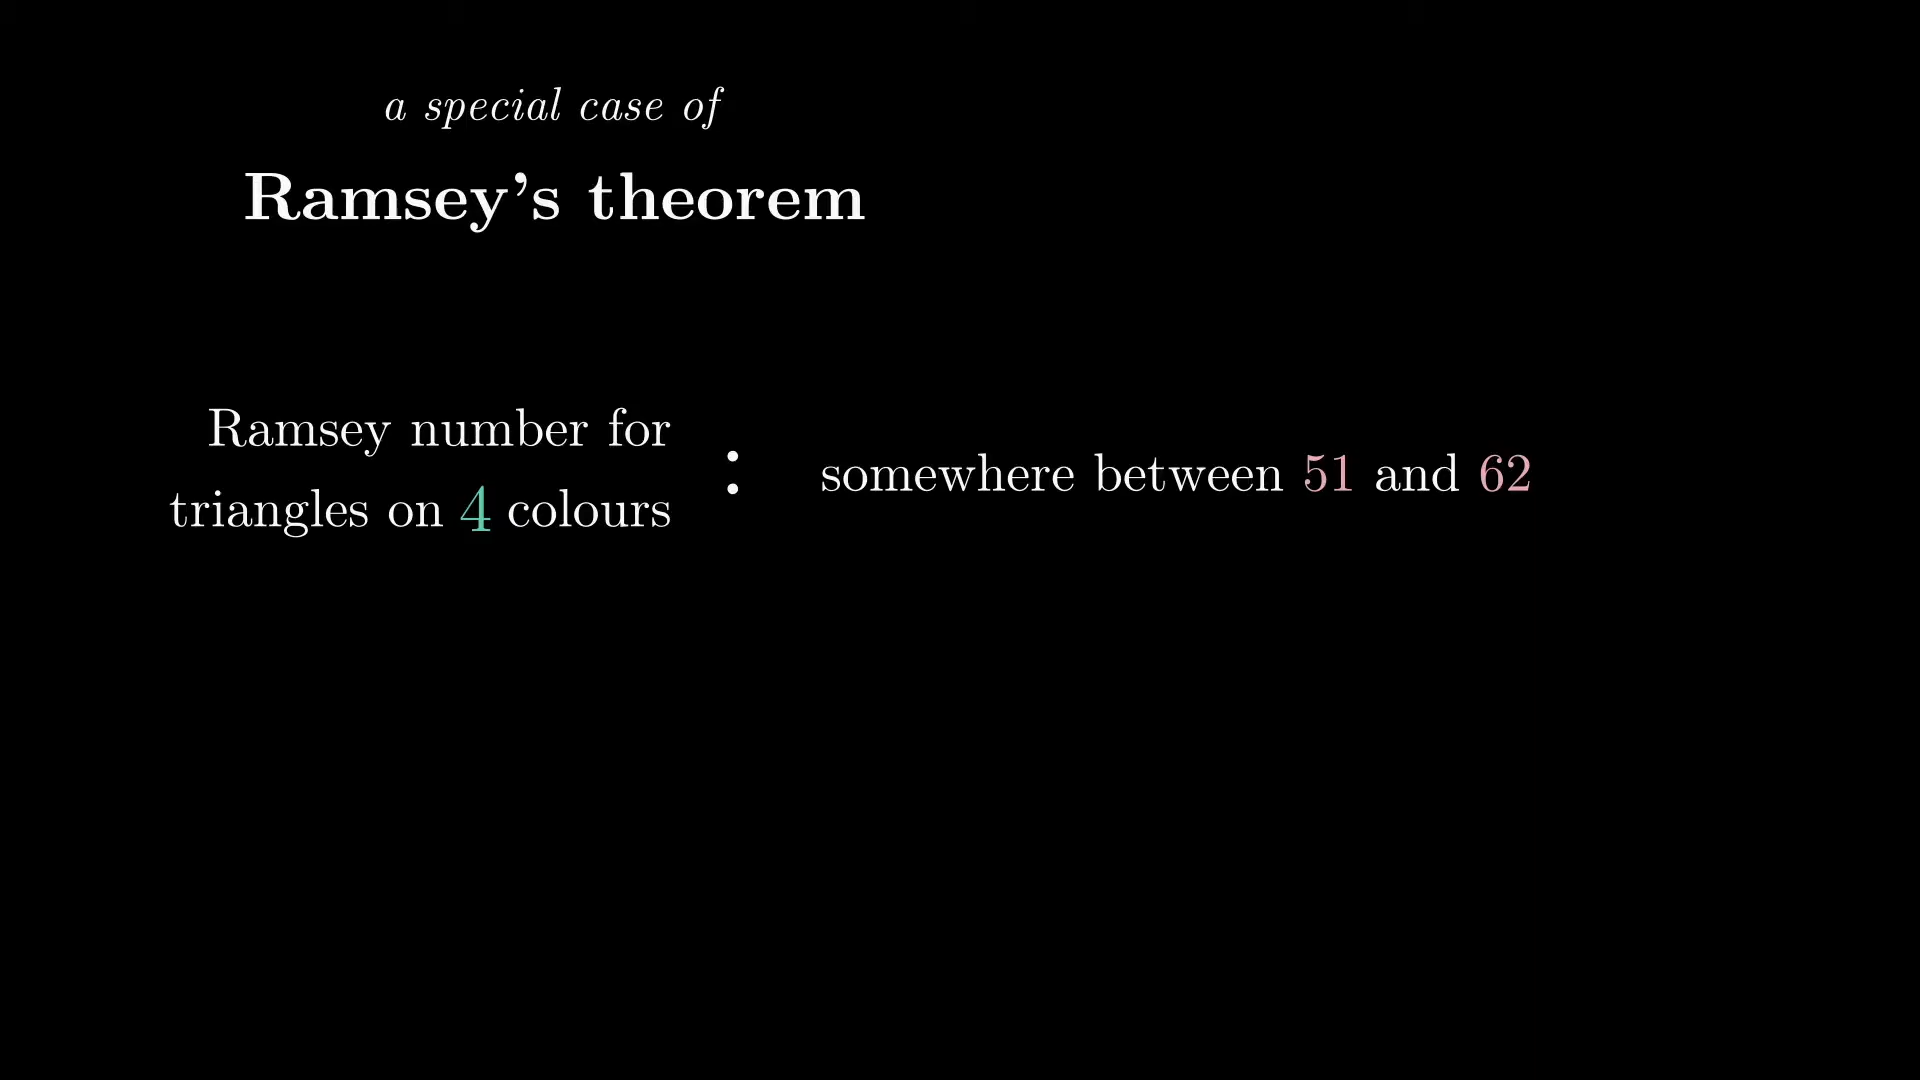 a special case of
Ramsey’s theorem
Ramsey number for
triangles on 4 colours
: somewhere between 51 and 62